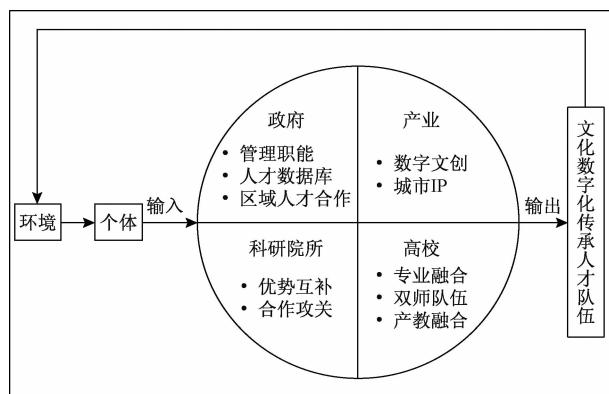 政府
• 管理职能
• 人才数据库
• 区域人才合作
产业
• 数字文创
• 城市IP
环境
个体
输入
输出
文化数字化传承人才队伍
科研院所
• 优势互补
• 合作攻关
高校
• 专业融合
• 双师队伍
• 产教融合